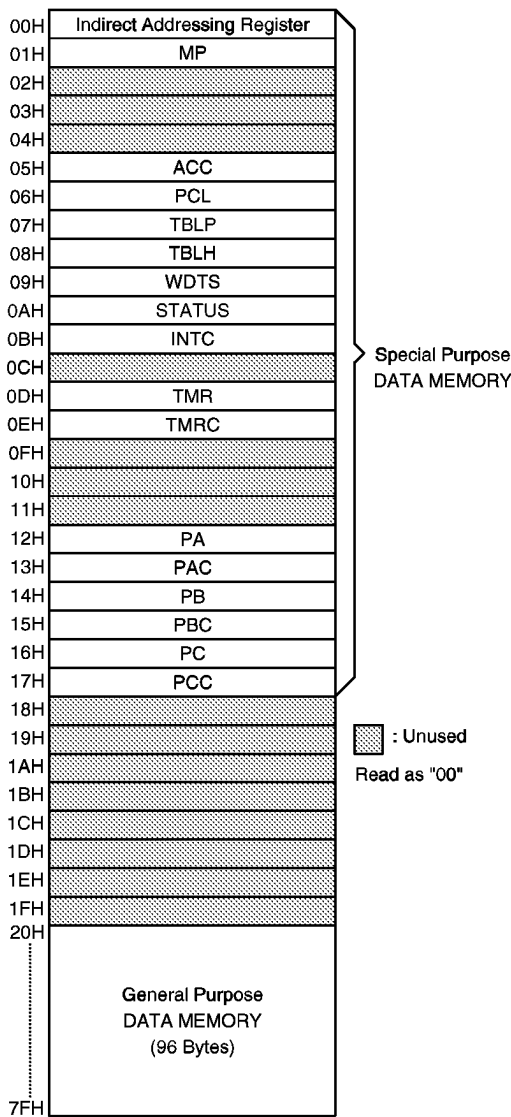 00H Indirect Addressing Register
01H MP
02H
03H
04H
05H ACC
06H PCL
07H TBLP
08H TBLH
09H WDTS
0AH STATUS
0BH INTC
0CH
Special Purpose
DATA MEMORY
0DH TMR
0EH TMRC
0FH
10H
11H
12H PA
13H PAC
14H PB
15H PBC
16H PC
17H PCC
18H
19H
: Unused
1AH
Read as "00"
1BH
1CH
1DH
1EH
1FH
20H
General Purpose
DATA MEMORY
(96 Bytes)
7FH